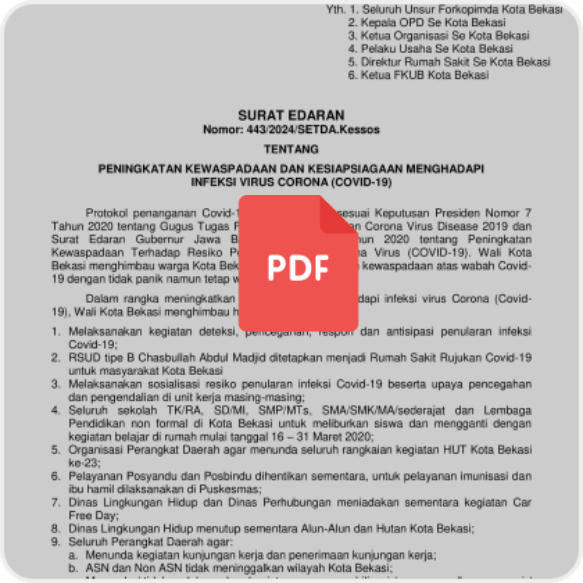 Yth. 1. Seluruh Unsur Forkopimda Kota Bekasi
2. Kepala OPD Se Kota Bekasi
3. Ketua Organisasi Se Kota Bekasi
4. Pelaku Usaha Se Kota Bekasi
5. Direktur Rumah Sakit Se Kota Bekasi
6. Ketua FKUB Kota Bekasi
SURAT EDARAN
Nomor: 443/2024/SETDA.Kessos
TENTANG
PENINGKATAN KEWASPADAAN DAN KESIAPSIAGAAN MENGHADAPI
INFEKSI VIRUS CORONA (COVID-19)
Protokol penanganan Covid-1 sesuai Keputusan Presiden Nomor 7
Tahun 2020 tentang Gugus Tugas Corona Virus Disease 2019 dan
Surat Edaran Gubernur Jawa 2020 tentang Peningkatan
Kewaspadaan Terhadap Resiko Virus (COVID-19). Wali Kota
Bekasi menghimbau warga Kota kewaspadaan atas wabah Covid-
19 dengan tidak panik namun tetap
PDF
Dalam rangka meningkatkan infeksi virus Corona (Covid-
19), Wali Kota Bekasi menghimbau
1. Melaksanakan kegiatan deteksi, pencegahan, respon dan antisipasi penularan infeksi
Covid-19;
2. RSUD tipe B Chasbullah Abdul Madjid ditetapkan menjadi Rumah Sakit Rujukan Covid-19
untuk masyarakat Kota Bekasi
3. Melaksanakan sosialisasi resiko penularan infeksi Covid-19 beserta upaya pencegahan
dan pengendalian di unit kerja masing-masing;
4. Seluruh sekolah TK/RA, SD/MI, SMP/MTs, SMA/SMK/MA/sederajat dan Lembaga
Pendidikan non formal di Kota Bekasi untuk meliburkan siswa dan mengganti dengan
kegiatan belajar di rumah mulai tanggal 16 – 31 Maret 2020;
5. Organisasi Perangkat Daerah agar menunda seluruh rangkaian kegiatan HUT Kota Bekasi
ke-23;
6. Pelayanan Posyandu dan Posbindu dihentikan sementara, untuk pelayanan imunisasi dan
ibu hamil dilaksanakan di Puskesmas;
7. Dinas Lingkungan Hidup dan Dinas Perhubungan meniadakan sementara kegiatan Car
Free Day;
8. Dinas Lingkungan Hidup menutup sementara Alun-Alun dan Hutan Kota Bekasi;
9. Seluruh Perangkat Daerah agar:
a. Menunda kegiatan kunjungan kerja dan penerimaan kunjungan kerja;
b. ASN dan Non ASN tidak meninggalkan wilayah Kota Bekasi;